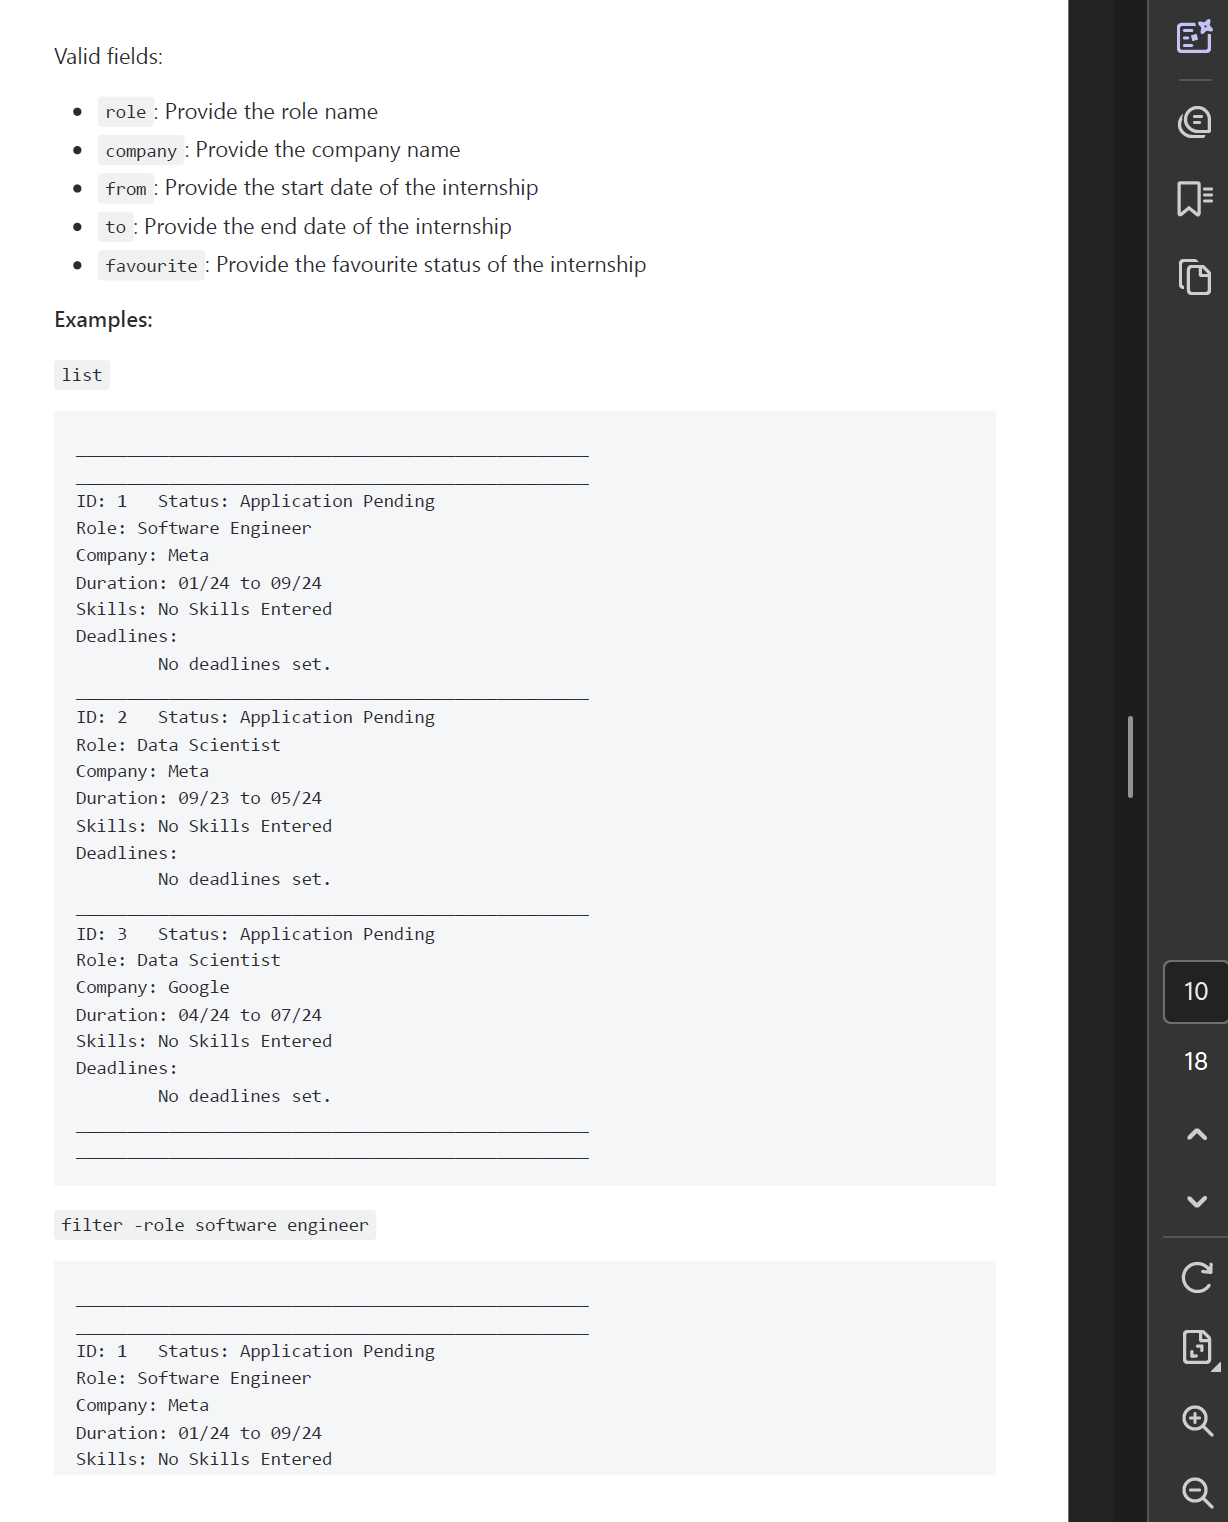 Valid fields:
role : Provide the role name
company : Provide the company name
from : Provide the start date of the internship
to : Provide the end date of the internship
favourite : Provide the favourite status of the internship
Examples:
list
ID: 1   Status: Application Pending
Role: Software Engineer
Company: Meta
Duration: 01/24 to 09/24
Skills: No Skills Entered
Deadlines:
        No deadlines set.
ID: 2   Status: Application Pending
Role: Data Scientist
Company: Meta
Duration: 09/23 to 05/24
Skills: No Skills Entered
Deadlines:
        No deadlines set.
ID: 3   Status: Application Pending
Role: Data Scientist
Company: Google
Duration: 04/24 to 07/24
Skills: No Skills Entered
Deadlines:
        No deadlines set.
filter -role software engineer
ID: 1   Status: Application Pending
Role: Software Engineer
Company: Meta
Duration: 01/24 to 09/24
Skills: No Skills Entered
10
18